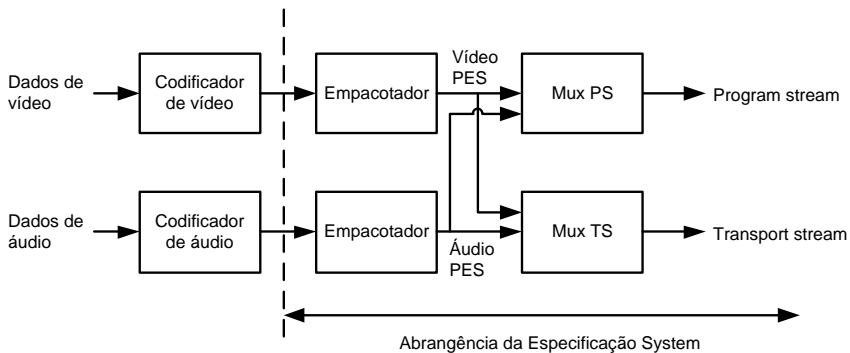 Dados de
vídeo
Codificador
de vídeo
Empacotador
Vídeo
PES
Mux PS
Program stream
Dados de
áudio
Codificador
de áudio
Empacotador
Áudio
PES
Mux TS
Transport stream
Abrangência da Especificação System